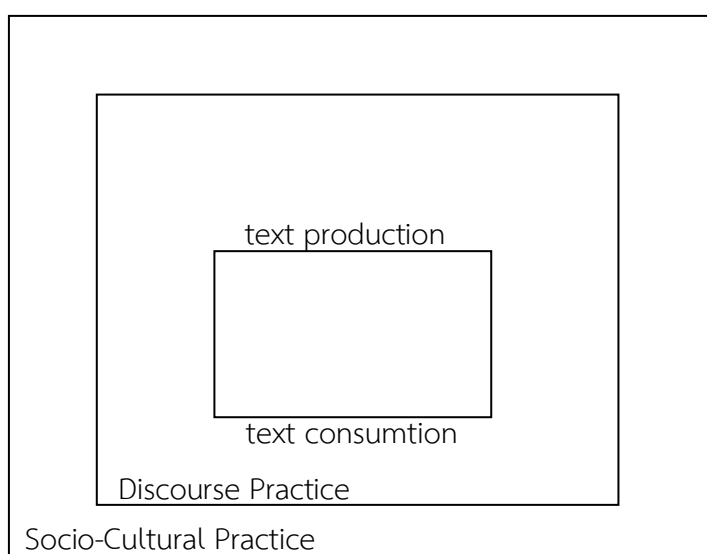 text production
text consumtion
Discourse Practice
Socio-Cultural Practice